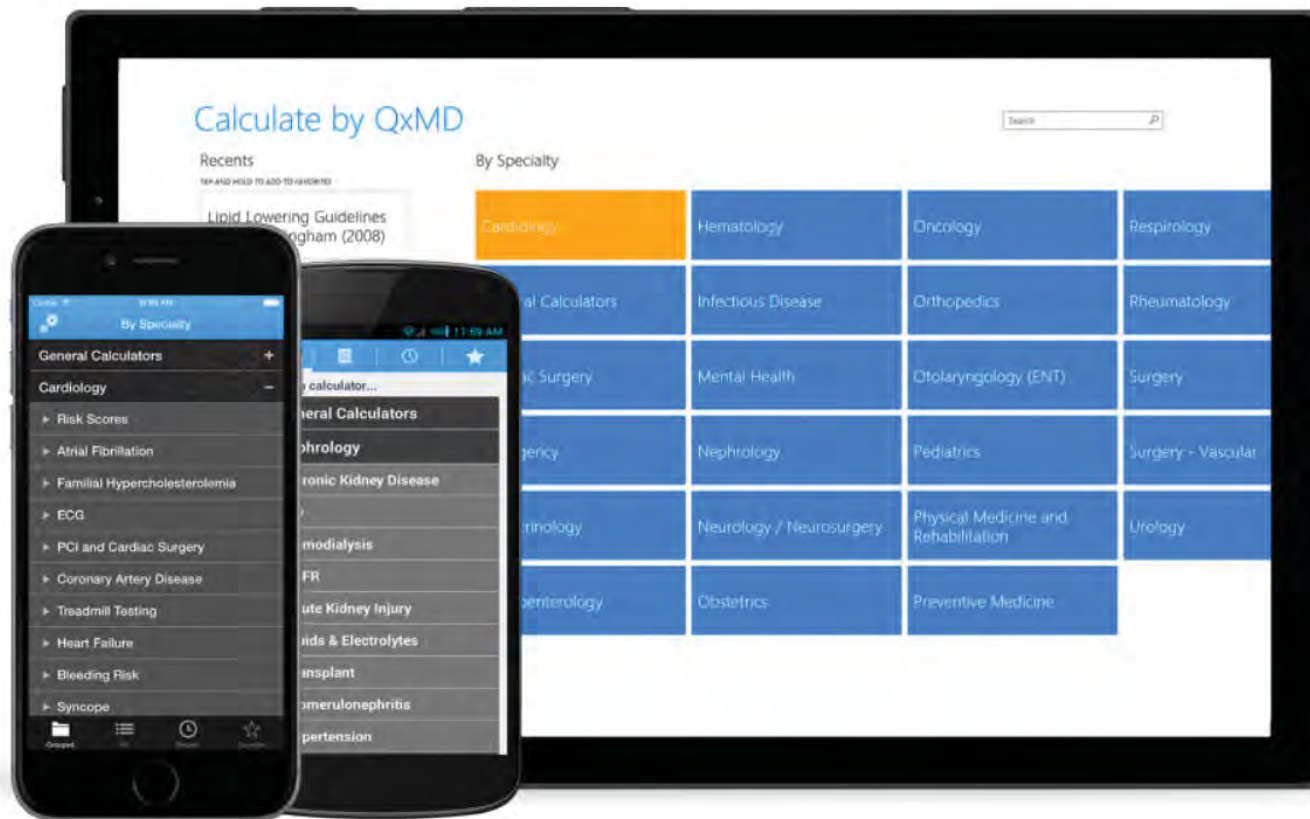 Calculate by QxMD
Search
Recents
By Specialty
TAP AND HOLD TO ADD TO FAVORITES
Lipid Lowering Guidelines
ngham (2008)
Cardiology
Hematology
Oncology
Respirology
al Calculators
Infectious Disease
Orthopedics
Rheumatology
ac Surgery
Mental Health
Otolaryngology (ENT)
Surgery
gency
Nephrology
Pediatrics
Surgery - Vascular
crinology
Neurology / Neurosurgery
Physical Medicine and
Rehabilitation
Urology
oenterology
Obstetrics
Preventive Medicine
By Specialty
General Calculators +
Cardiology −
Risk Scores
Atrial Fibrillation
Familial Hypercholesterolemia
ECG
PCI and Cardiac Surgery
Coronary Artery Disease
Treadmill Testing
Heart Failure
Bleeding Risk
Syncope
Grouped
11:59 AM
calculator...
neral Calculators
phrology
ronic Kidney Disease
modialysis
FR
ute Kidney Injury
ids & Electrolytes
ansplant
omerulonephritis
pertension